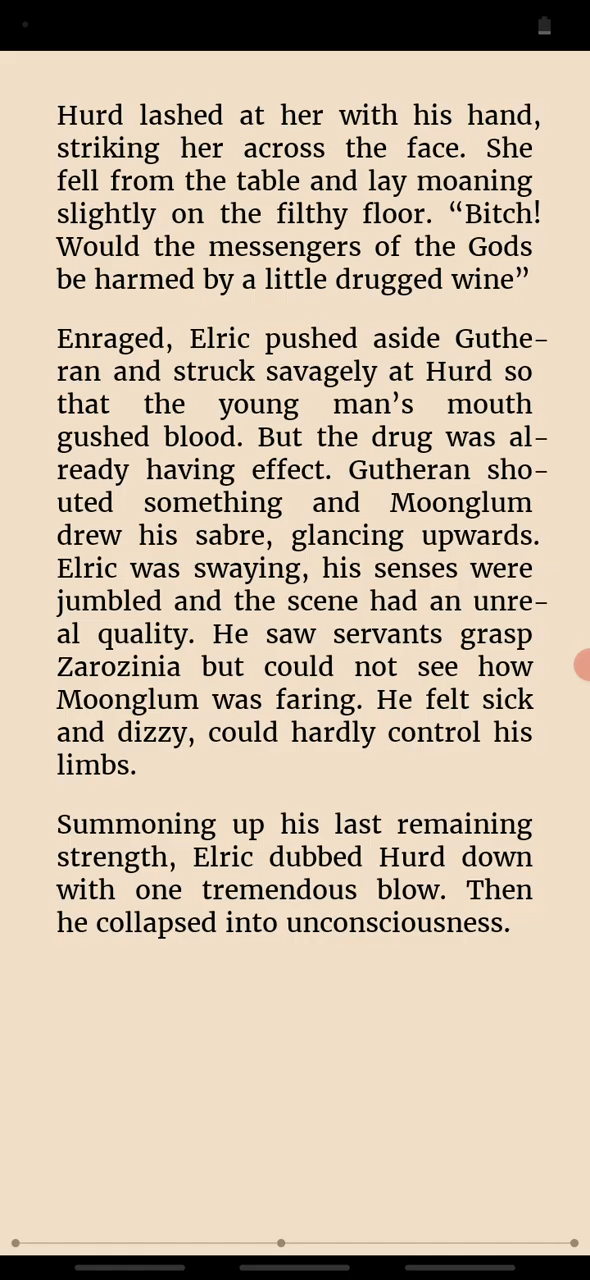 Hurd lashed at her with his hand,
striking her across the face. She
fell from the table and lay moaning
slightly on the filthy floor. “Bitch!
Would the messengers of the Gods
be harmed by a little drugged wine”
Enraged, Elric pushed aside Guthe-
ran and struck savagely at Hurd so
that the young man’s mouth
gushed blood. But the drug was al-
ready having effect. Gutheran sho-
uted something and Moonglum
drew his sabre, glancing upwards.
Elric was swaying, his senses were
jumbled and the scene had an unre-
al quality. He saw servants grasp
Zarozinia but could not see how
Moonglum was faring. He felt sick
and dizzy, could hardly control his
limbs.
Summoning up his last remaining
strength, Elric dubbed Hurd down
with one tremendous blow. Then
he collapsed into unconsciousness.